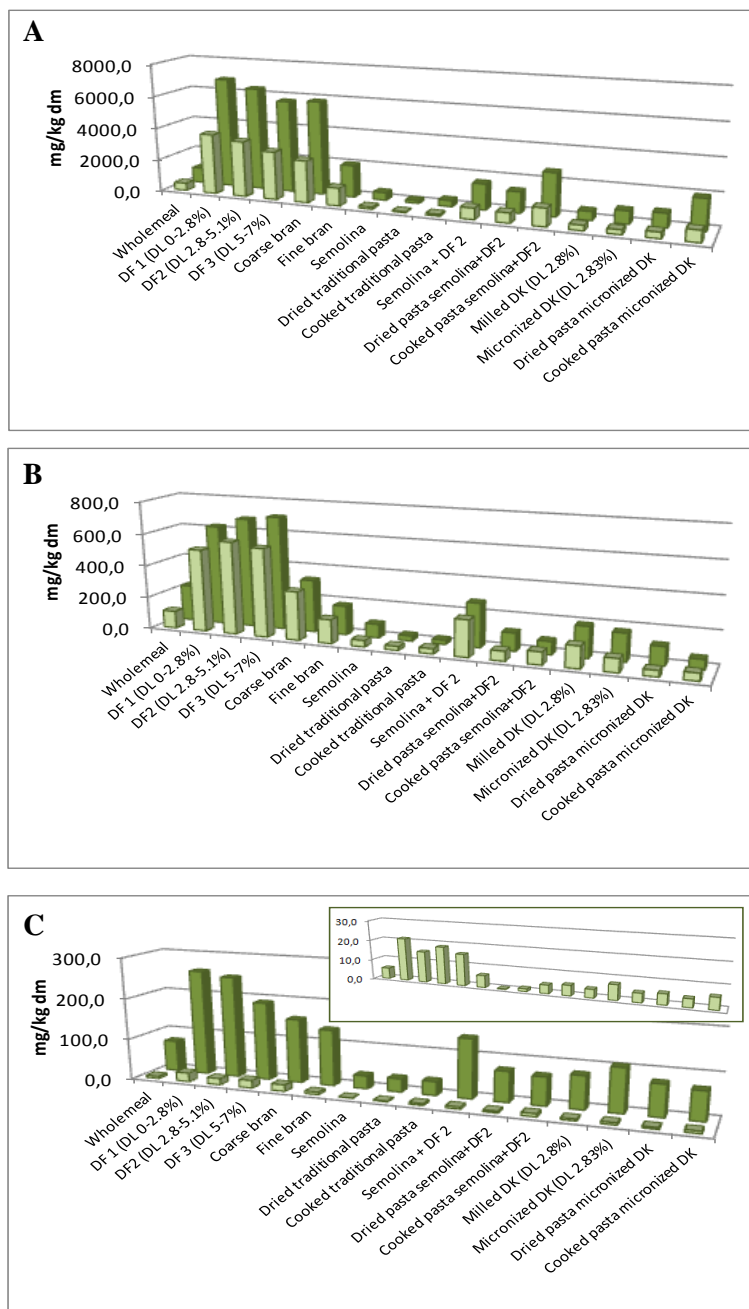 A
mg/kg dm
8000,0
6000,0
4000,0
2000,0
0,0
Wholemeal
DF 1 (DL 0-2.8%)
DF2 (DL 2.8-5.1%)
DF 3 (DL 5-7%)
Coarse bran
Fine bran
Semolina
Dried traditional pasta
Cooked traditional pasta
Semolina + DF 2
Dried pasta semolina+DF2
Cooked pasta semolina+DF2
Milled DK (DL 2.8%)
Micronized DK (DL 2.83%)
Dried pasta micronized DK
Cooked pasta micronized DK
B
mg/kg dm
800,0
600,0
400,0
200,0
0,0
Wholemeal
DF 1 (DL 0-2.8%)
DF2 (DL 2.8-5.1%)
DF 3 (DL 5-7%)
Coarse bran
Fine bran
Semolina
Dried traditional pasta
Cooked traditional pasta
Semolina + DF 2
Dried pasta semolina+DF2
Cooked pasta semolina+DF2
Milled DK (DL 2.8%)
Micronized DK (DL 2.83%)
Dried pasta micronized DK
Cooked pasta micronized DK
C
30,0
20,0
10,0
0,0
mg/kg dm
300,0
200,0
100,0
0,0
Wholemeal
DF 1 (DL 0-2.8%)
DF2 (DL 2.8-5.1%)
DF 3 (DL 5-7%)
Coarse bran
Fine bran
Semolina
Dried traditional pasta
Cooked traditional pasta
Semolina + DF 2
Dried pasta semolina+DF2
Cooked pasta semolina+DF2
Milled DK (DL 2.8%)
Micronized DK (DL 2.83%)
Dried pasta micronized DK
Cooked pasta micronized DK